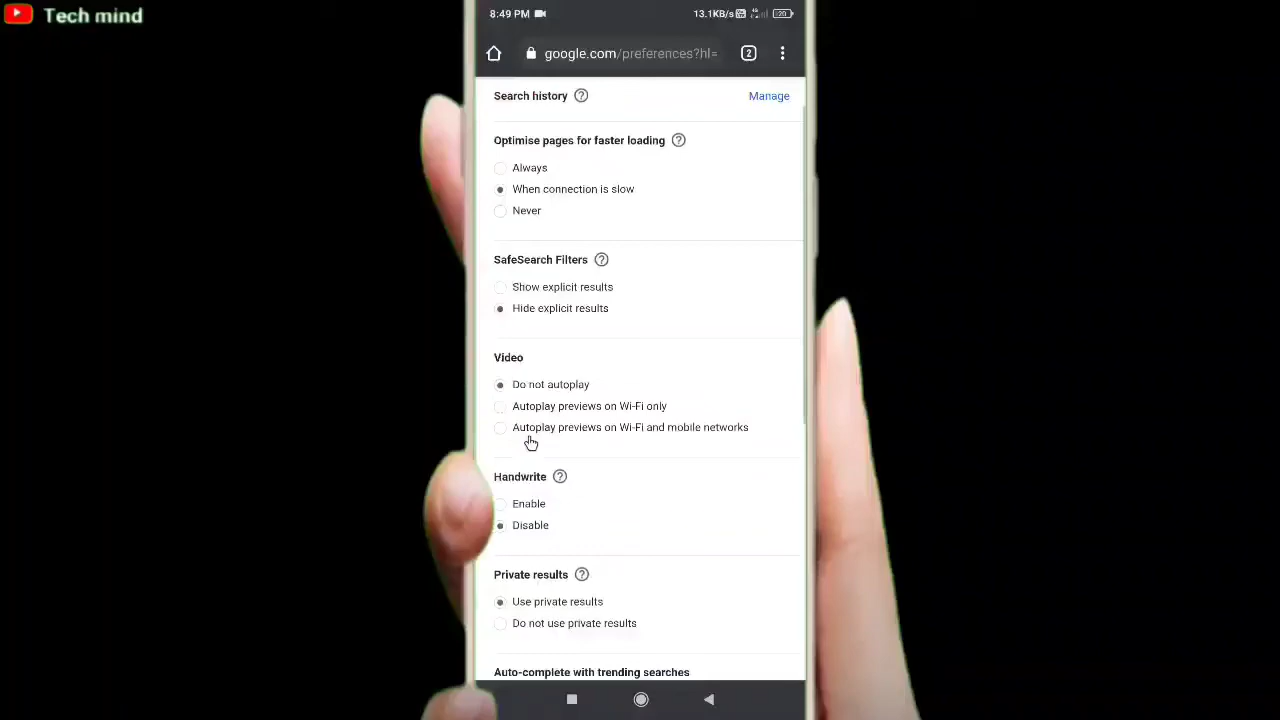 Tech mind
8:49 PM
13.1KB/s
20
google.com/preferences?hl=
2
Search history
Manage
Optimise pages for faster loading
Always
When connection is slow
Never
SafeSearch Filters
Show explicit results
Hide explicit results
Video
Do not autoplay
Autoplay previews on Wi-Fi only
Autoplay previews on Wi-Fi and mobile networks
Handwrite
Enable
Disable
Private results
Use private results
Do not use private results
Auto-complete with trending searches